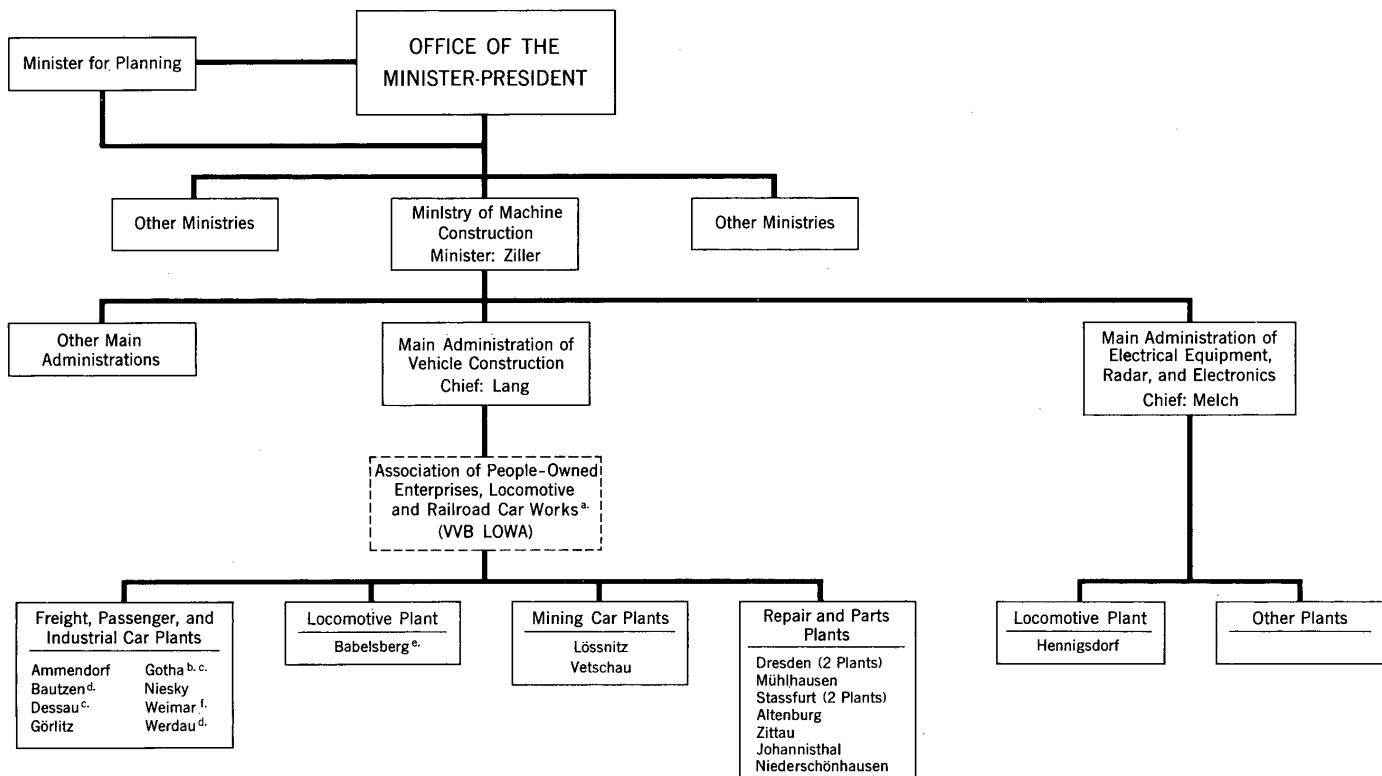 OFFICE OF THE
MINISTER-PRESIDENT
Minister for Planning
Other Ministries
Ministry of Machine
Construction
Minister: Ziller
Other Ministries
Other Main
Administrations
Main Administration of
Vehicle Construction
Chief: Lang
Main Administration of
Electrical Equipment,
Radar, and Electronics
Chief: Melch
Association of People-Owned
Enterprises, Locomotive
and Railroad Car Works a.
(VVB LOWA)
Freight, Passenger, and
Industrial Car Plants
Ammendorf
Bautzen d.
Dessau c.
Görlitz
Gotha b. c.
Niesky
Weimar f.
Werdau d.
Locomotive Plant
Babelsberg e.
Mining Car Plants
Lössnitz
Vetschau
Repair and Parts
Plants
Dresden (2 Plants)
Mühlhausen
Stassfurt (2 Plants)
Altenburg
Zittau
Johannisthal
Niederschönhausen
Locomotive Plant
Hennigsdorf
Other Plants